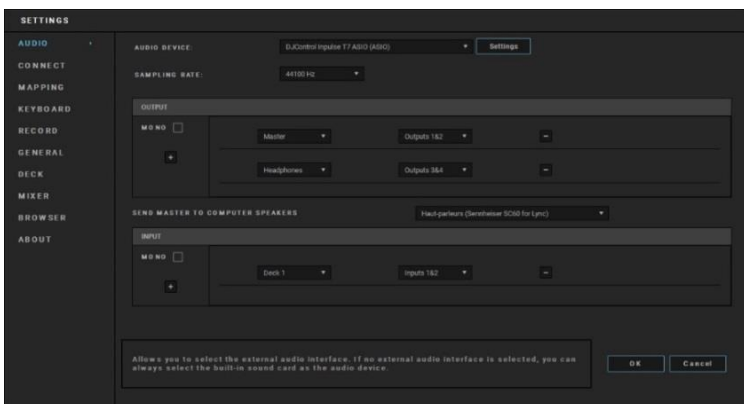 SETTINGS
AUDIO
CONNECT
MAPPING
KEYBOARD
RECORD
GENERAL
DECK
MIXER
BROWSER
ABOUT
AUDIO DEVICE: DJControl Inpulse T7 ASIO (ASIO) Settings
SAMPLING RATE: 44100 Hz
OUTPUT
MONO
+
Master Outputs 1&2 -
Headphones Outputs 3&4 -
SEND MASTER TO COMPUTER SPEAKERS Haut-parleurs (Sennheiser SC60 for Lync)
INPUT
MONO
+
Deck 1 Inputs 1&2 -
Allows you to select the external audio interface. If no external audio interface is selected, you can
always select the built-in sound card as the audio device.
OK Cancel